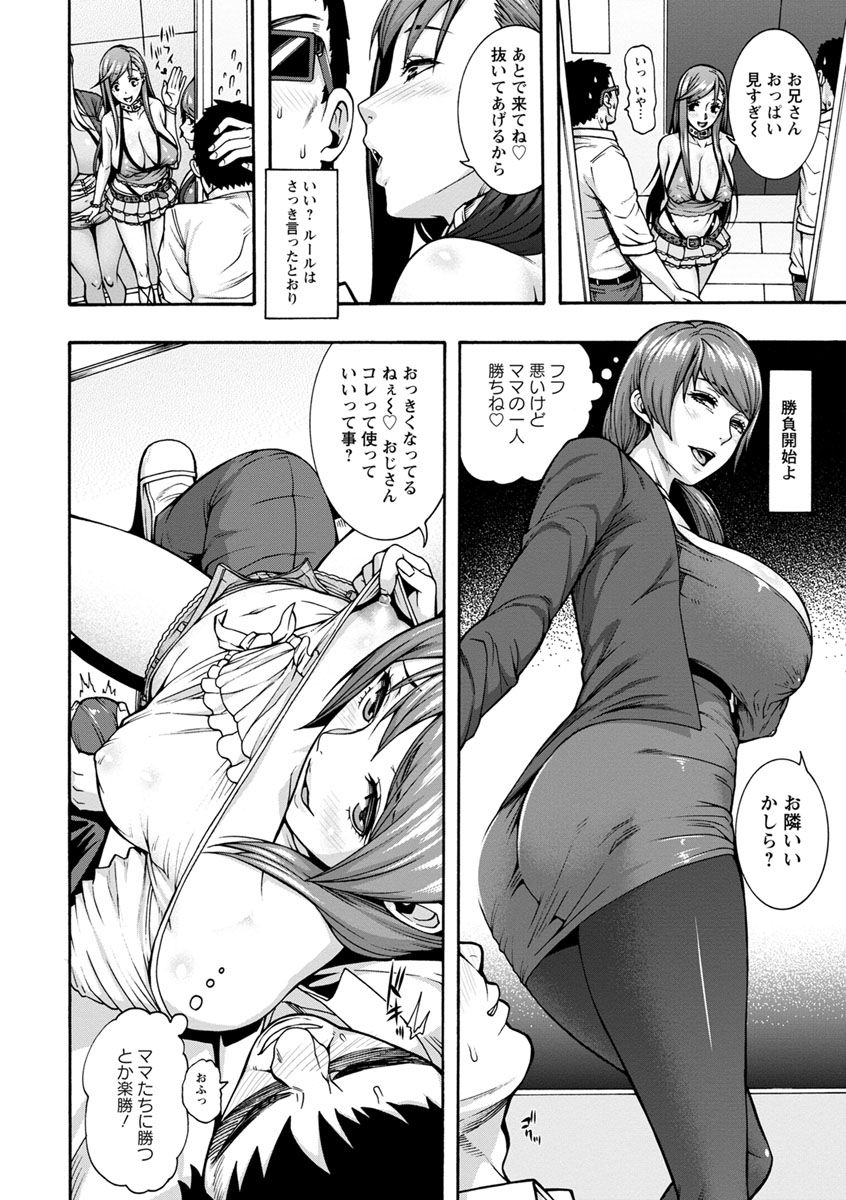 お兄さん
おっぱい
見すぎ～
いっ いや…
あとで来てね♡
抜いてあげるから
いい？ ルールは
さっき言ったとおり
勝負開始よ
フフ
悪いけど
ママの一人
勝ちね♡
お隣いい
かしら？
おっきくなってる
ねぇ～♡ おじさん
コレって使って
いいって事？
おふっ
ママたちに勝つ
とか楽勝！